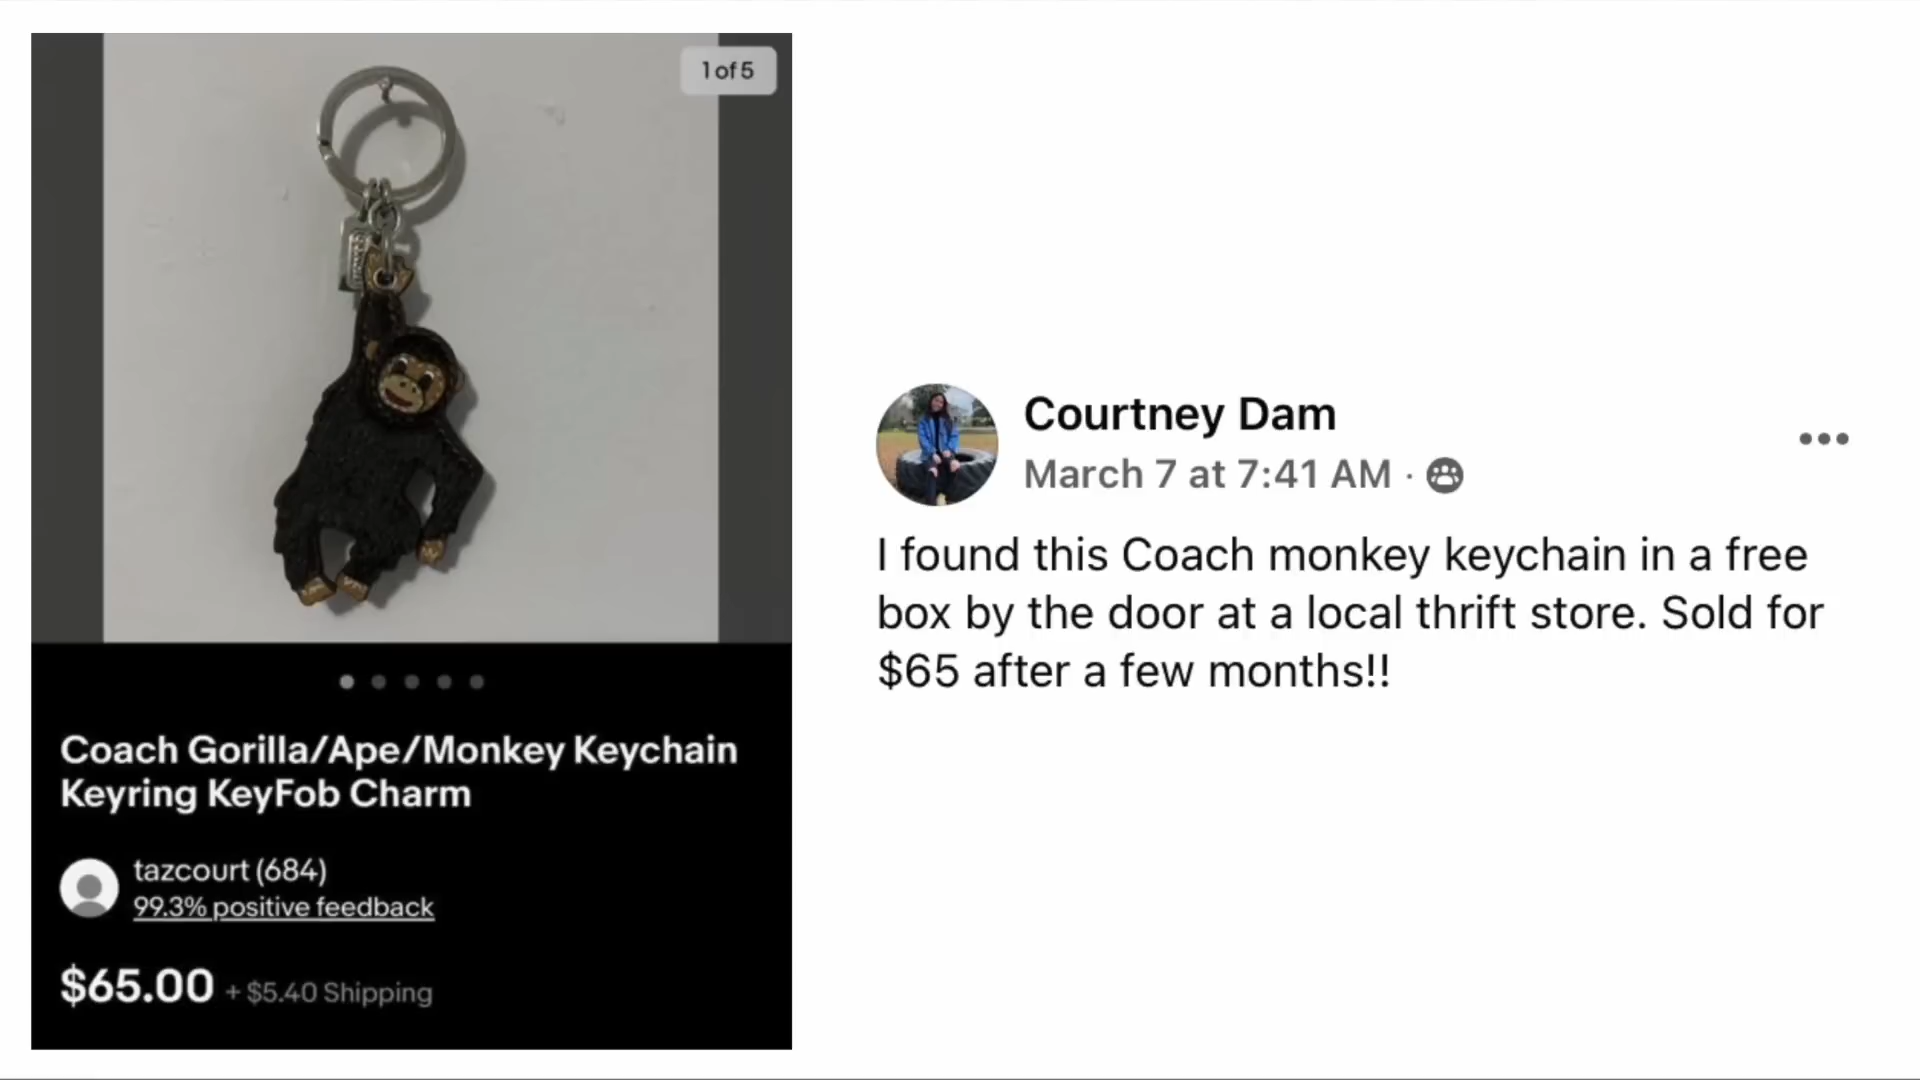 1 of 5
Coach Gorilla/Ape/Monkey Keychain
Keyring KeyFob Charm
tazcourt (684)
99.3% positive feedback
$65.00 + $5.40 Shipping
Courtney Dam
March 7 at 7:41 AM ·
I found this Coach monkey keychain in a free
box by the door at a local thrift store. Sold for
$65 after a few months!!